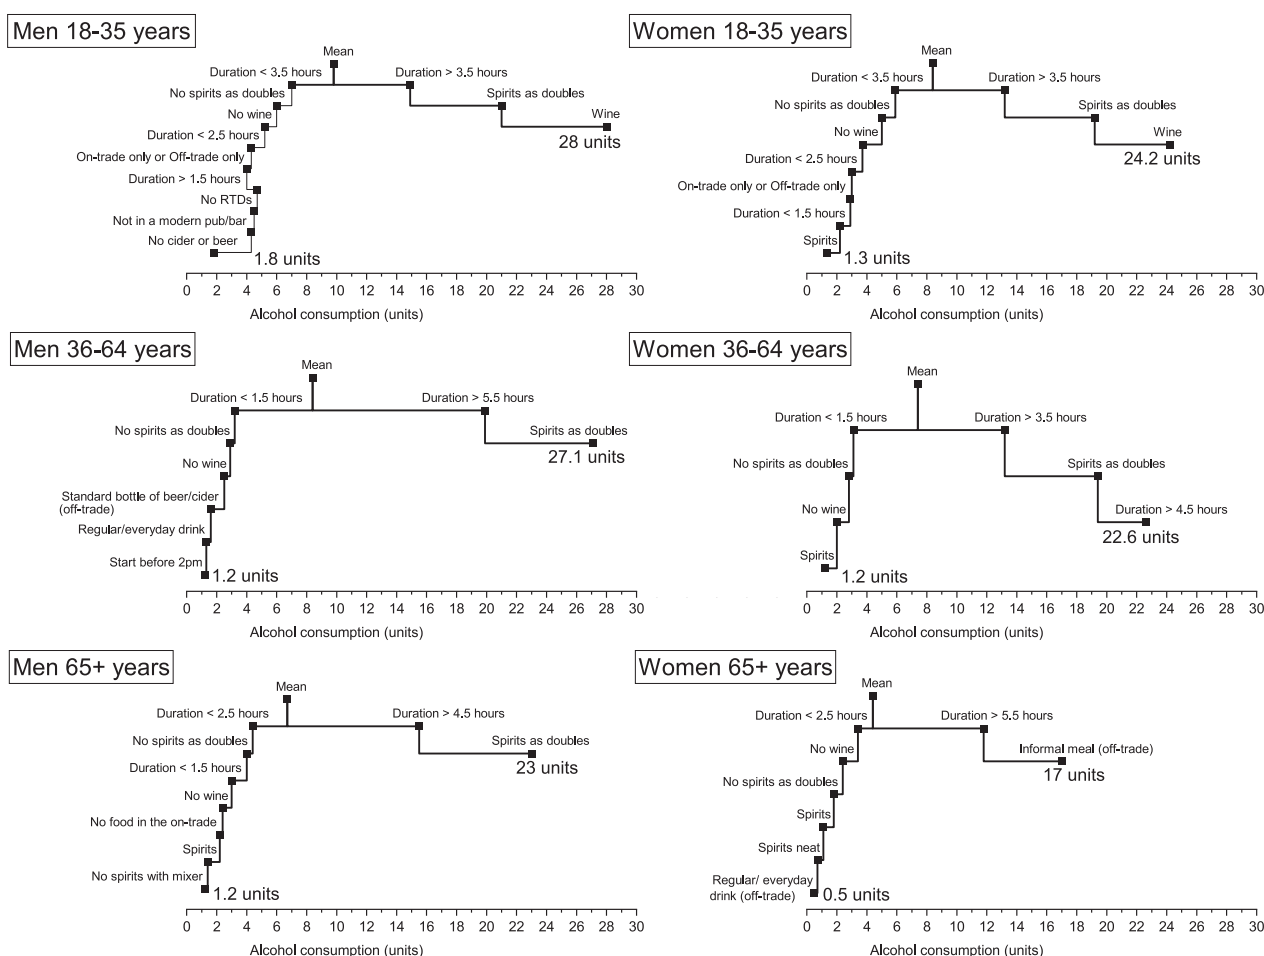 Men 18-35 years
Mean
Duration < 3.5 hours
Duration > 3.5 hours
No spirits as doubles
Spirits as doubles
No wine
Wine
Duration < 2.5 hours
28 units
On-trade only or Off-trade only
Duration > 1.5 hours
No RTDs
Not in a modern pub/bar
No cider or beer
1.8 units
0 2 4 6 8 10 12 14 16 18 20 22 24 26 28 30
Alcohol consumption (units)
Women 18-35 years
Mean
Duration < 3.5 hours
Duration > 3.5 hours
No spirits as doubles
Spirits as doubles
No wine
Wine
24.2 units
Duration < 2.5 hours
On-trade only or Off-trade only
Duration < 1.5 hours
Spirits
1.3 units
0 2 4 6 8 10 12 14 16 18 20 22 24 26 28 30
Alcohol consumption (units)
Men 36-64 years
Mean
Duration < 1.5 hours
Duration > 5.5 hours
No spirits as doubles
Spirits as doubles
27.1 units
No wine
Standard bottle of beer/cider
(off-trade)
Regular/everyday drink
Start before 2pm
1.2 units
0 2 4 6 8 10 12 14 16 18 20 22 24 26 28 30
Alcohol consumption (units)
Women 36-64 years
Mean
Duration < 1.5 hours
Duration > 3.5 hours
No spirits as doubles
Spirits as doubles
No wine
Duration > 4.5 hours
22.6 units
Spirits
1.2 units
0 2 4 6 8 10 12 14 16 18 20 22 24 26 28 30
Alcohol consumption (units)
Men 65+ years
Mean
Duration < 2.5 hours
Duration > 4.5 hours
No spirits as doubles
Spirits as doubles
Duration < 1.5 hours
23 units
No wine
No food in the on-trade
Spirits
No spirits with mixer
1.2 units
0 2 4 6 8 10 12 14 16 18 20 22 24 26 28 30
Alcohol consumption (units)
Women 65+ years
Mean
Duration < 2.5 hours
Duration > 5.5 hours
No wine
Informal meal (off-trade)
17 units
No spirits as doubles
Spirits
Spirits neat
Regular/ everyday
drink (off-trade)
0.5 units
0 2 4 6 8 10 12 14 16 18 20 22 24 26 28 30
Alcohol consumption (units)